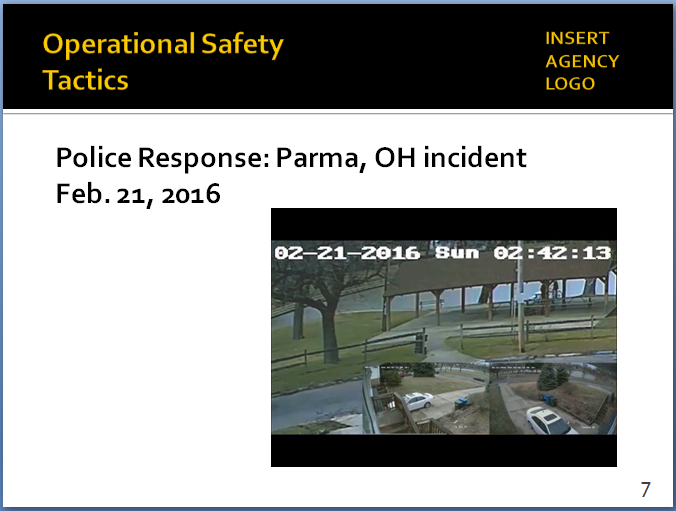 Operational Safety
Tactics
INSERT
AGENCY
LOGO
Police Response: Parma, OH incident
Feb. 21, 2016
02-21-2016 Sun 02:42:13
7